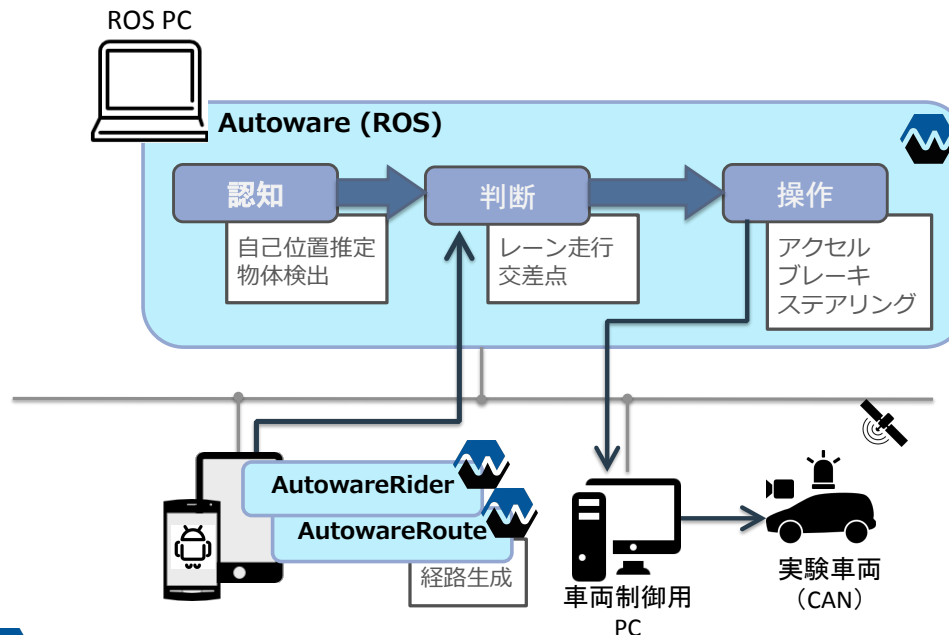 ROS PC
Autoware (ROS)
認知
判断
操作
自己位置推定
物体検出
レーン走行
交差点
アクセル
ブレーキ
ステアリング
AutowareRider
AutowareRoute
経路生成
車両制御用
PC
実験車両
（CAN）